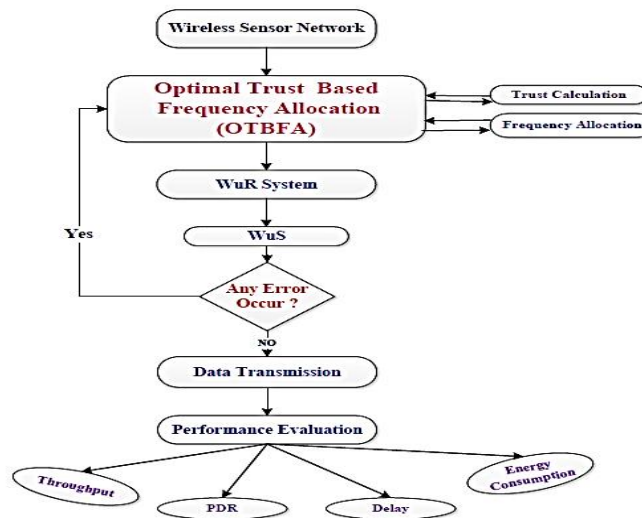 Wireless Sensor Network
Optimal Trust Based
Frequency Allocation
(OTBFA)
Trust Calculation
Frequency Allocation
WuR System
WuS
Yes
Any Error
Occur ?
NO
Data Transmission
Performance Evaluation
Throughput
PDR
Delay
Energy
Consumption